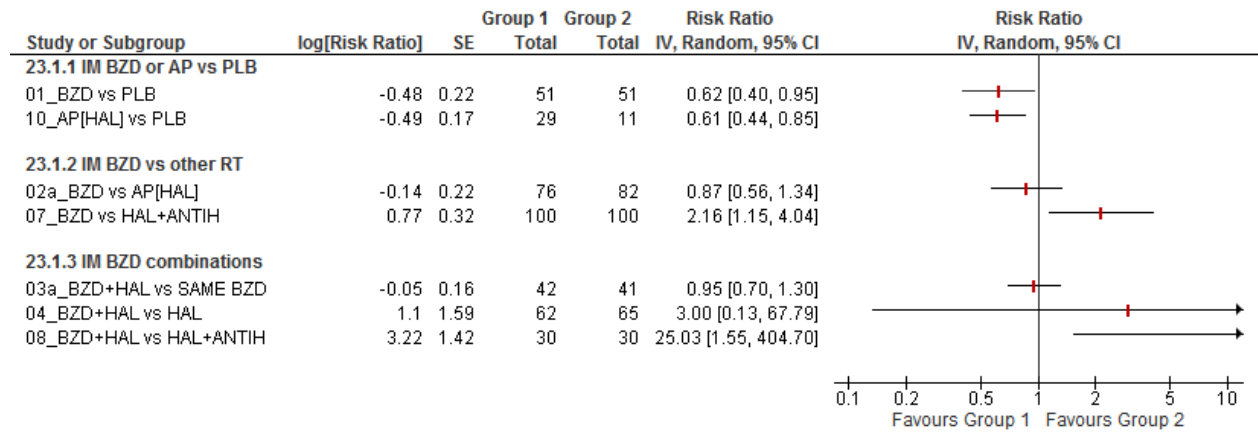 Group 1 Group 2 Risk Ratio Risk Ratio
Study or Subgroup log[Risk Ratio] SE Total Total IV, Random, 95% CI IV, Random, 95% CI
23.1.1 IM BZD or AP vs PLB
01_BZD vs PLB -0.48 0.22 51 51 0.62 [0.40, 0.95]
10_AP[HAL] vs PLB -0.49 0.17 29 11 0.61 [0.44, 0.85]
23.1.2 IM BZD vs other RT
02a_BZD vs AP[HAL] -0.14 0.22 76 82 0.87 [0.56, 1.34]
07_BZD vs HAL+ANTIH 0.77 0.32 100 100 2.16 [1.15, 4.04]
23.1.3 IM BZD combinations
03a_BZD+HAL vs SAME BZD -0.05 0.16 42 41 0.95 [0.70, 1.30]
04_BZD+HAL vs HAL 1.1 1.59 62 65 3.00 [0.13, 67.79]
08_BZD+HAL vs HAL+ANTIH 3.22 1.42 30 30 25.03 [1.55, 404.70]
0.1 0.2 0.5 1 2 5 10
Favours Group 1 Favours Group 2